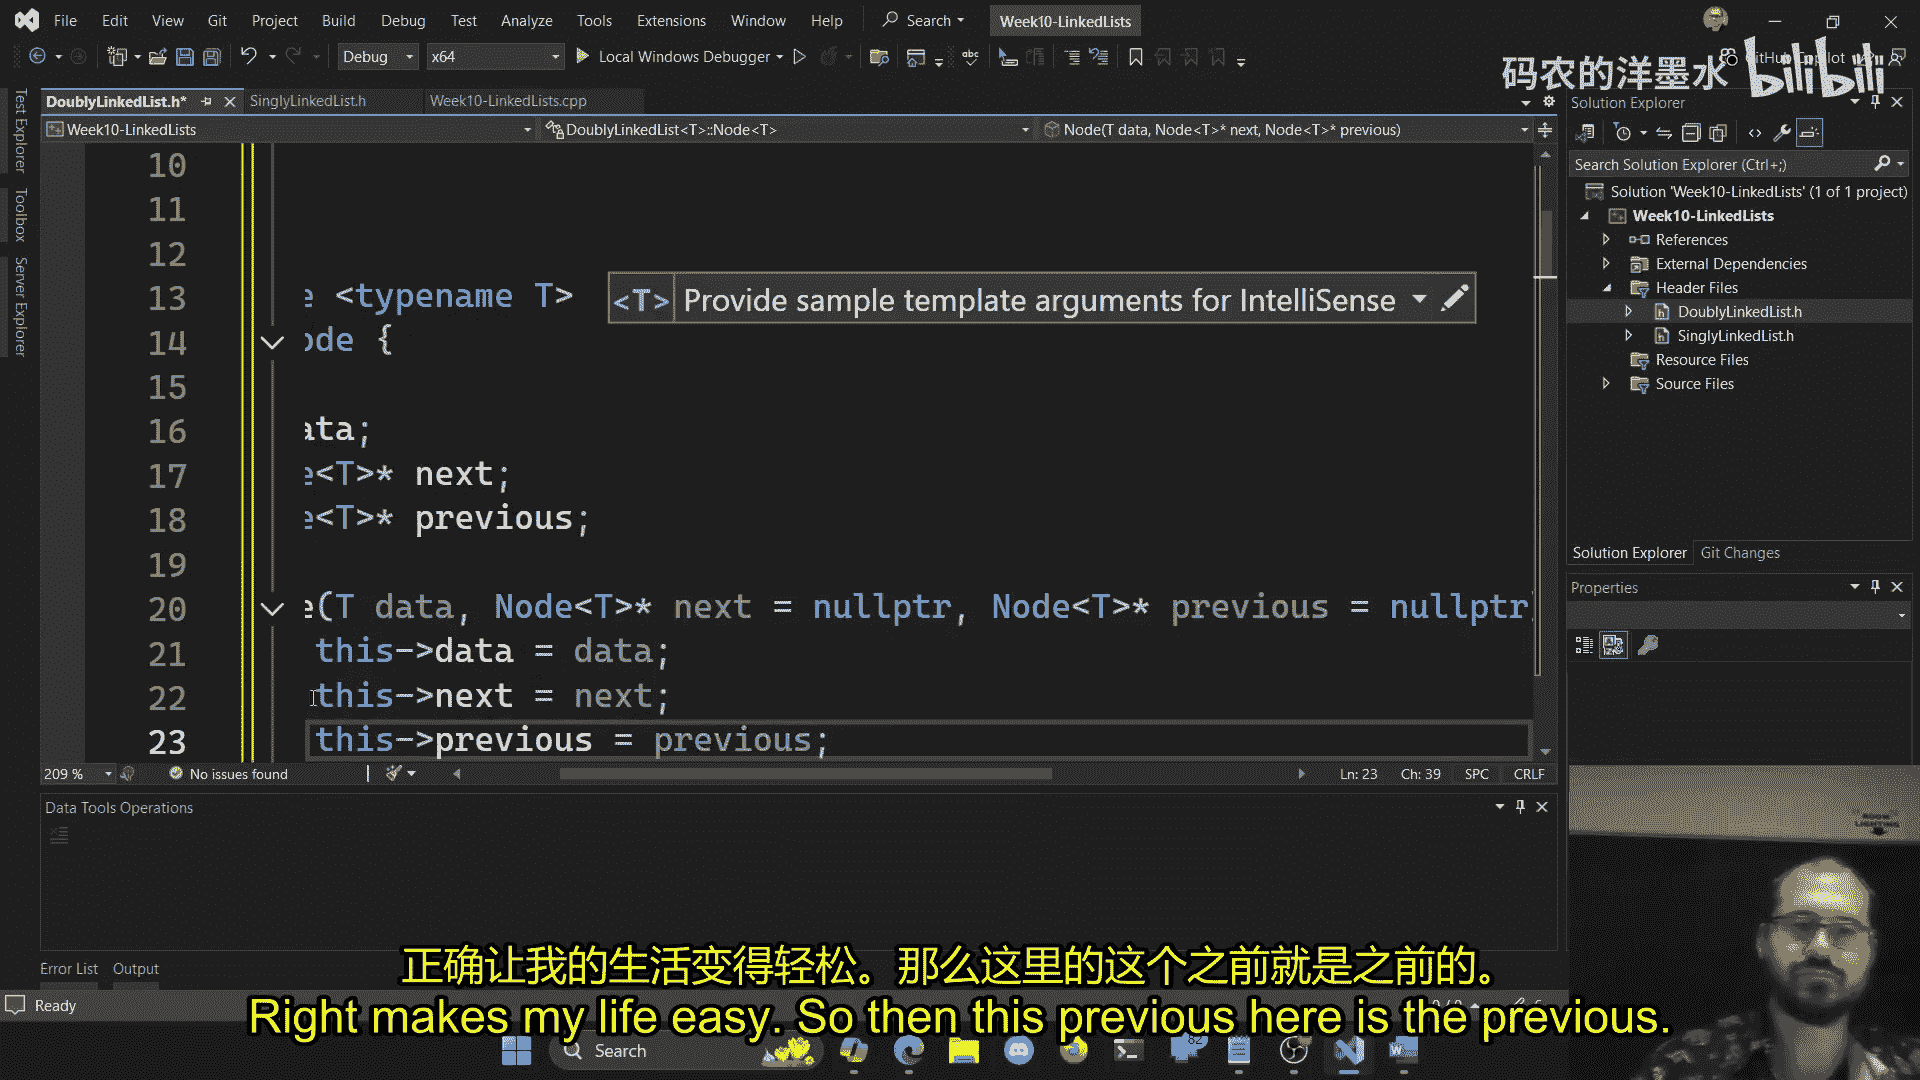 File Edit View Git Project Build Debug Test Analyze Tools Extensions Window Help Search Week10-LinkedLists
Debug x64 Local Windows Debugger
码农的洋墨水 bilibili
DoublyLinkedList.h* SinglyLinkedList.h Week10-LinkedLists.cpp
Week10-LinkedLists DoublyLinkedList<T>::Node<T> Node(T data, Node<T>* next, Node<T>* previous)
Test Explorer
Toolbox
Server Explorer
10
11
12
13 e <typename T>
<T> Provide sample template arguments for IntelliSense
14 ode {
15
16 ata;
17 e<T>* next;
18 e<T>* previous;
19
20 e(T data, Node<T>* next = nullptr, Node<T>* previous = nullptr
21 this->data = data;
22 this->next = next;
23 this->previous = previous;
209 % No issues found Ln: 23 Ch: 39 SPC CRLF
Data Tools Operations
Error List Output
Ready
Solution Explorer
Search Solution Explorer (Ctrl+;)
Solution 'Week10-LinkedLists' (1 of 1 project)
Week10-LinkedLists
References
External Dependencies
Header Files
DoublyLinkedList.h
SinglyLinkedList.h
Resource Files
Source Files
Solution Explorer Git Changes
Properties
正确让我的生活变得轻松。那么这里的这个之前就是之前的。
Right makes my life easy. So then this previous here is the previous.
Search